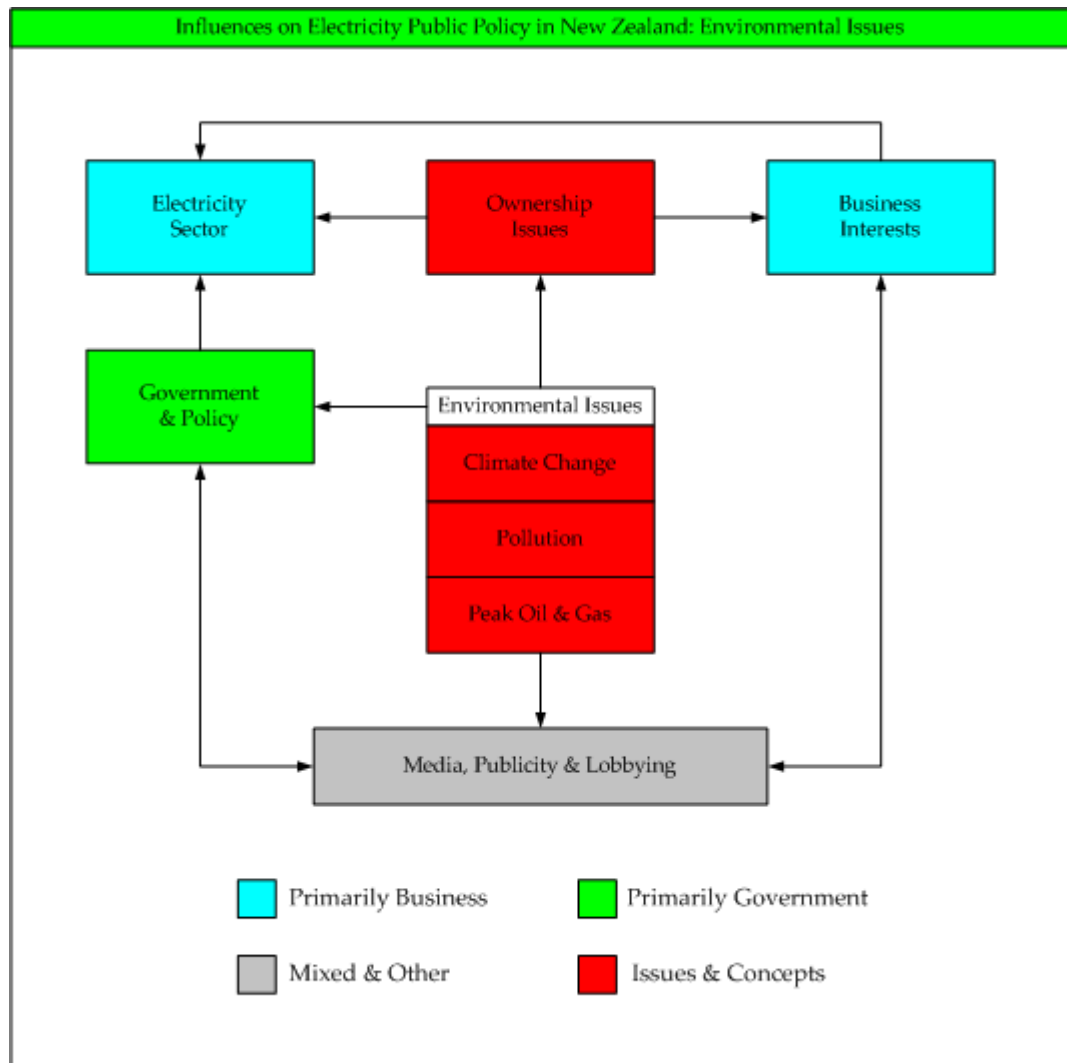 Influences on Electricity Public Policy in New Zealand: Environmental Issues
Electricity
Sector
Ownership
Issues
Business
Interests
Government
& Policy
Environmental Issues
Climate Change
Pollution
Peak Oil & Gas
Media, Publicity & Lobbying
Primarily Business
Primarily Government
Mixed & Other
Issues & Concepts